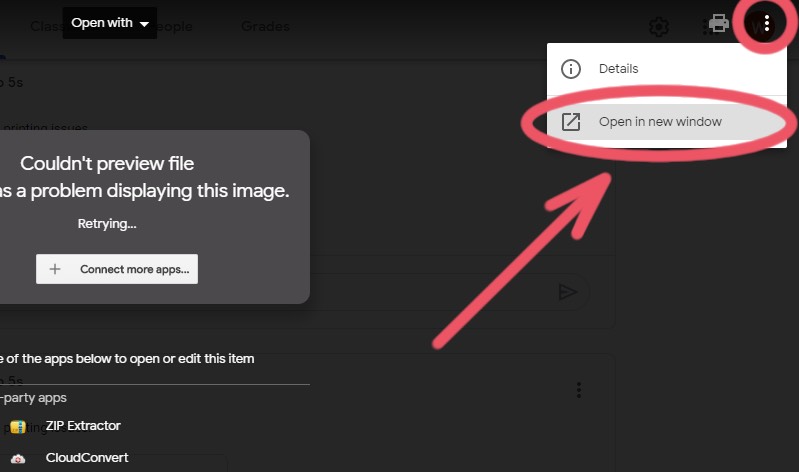 Open with
Class
eople
Grades
o 5s
printing issues
Couldn't preview file
as a problem displaying this image.
Retrying...
Connect more apps...
Details
Open in new window
e of the apps below to open or edit this item
o 5s
-party apps
ZIP Extractor
CloudConvert